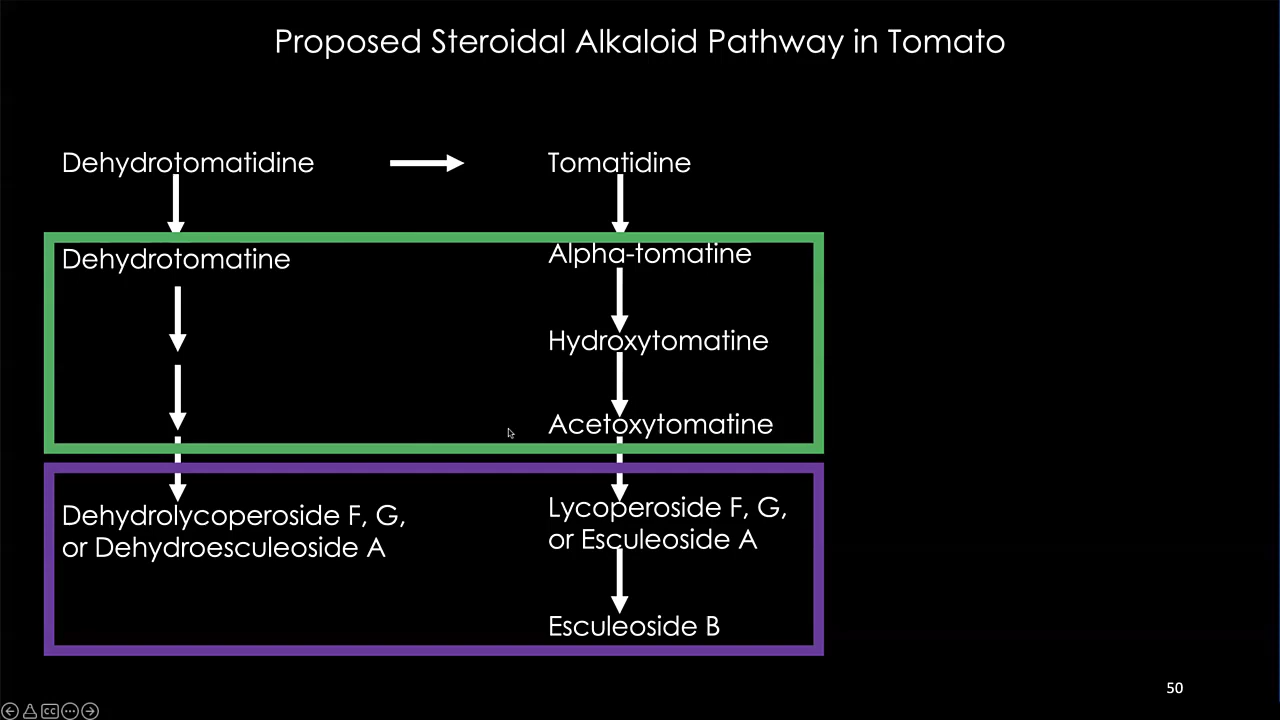 Proposed Steroidal Alkaloid Pathway in Tomato
Dehydrotomatidine
Tomatidine
Dehydrotomatine
Alpha-tomatine
Hydroxytomatine
Acetoxytomatine
Dehydrolycoperoside F, G,
or Dehydroesculeoside A
Lycoperoside F, G,
or Esculeoside A
Esculeoside B
50
CC